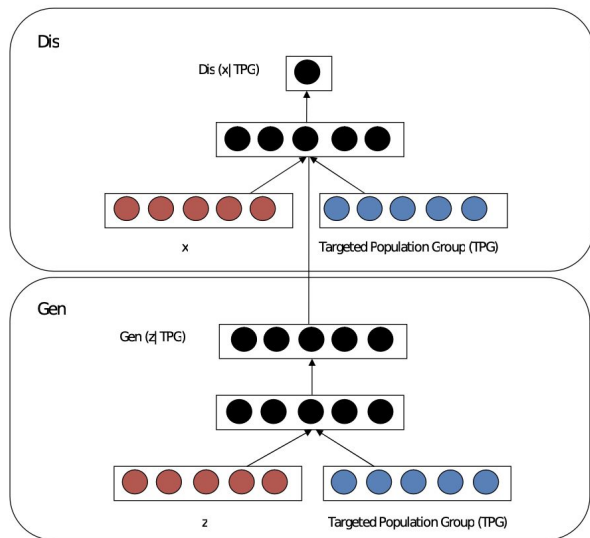 Dis
Dis (x| TPG)
x
Targeted Population Group (TPG)
Gen
Gen (z| TPG)
z
Targeted Population Group (TPG)